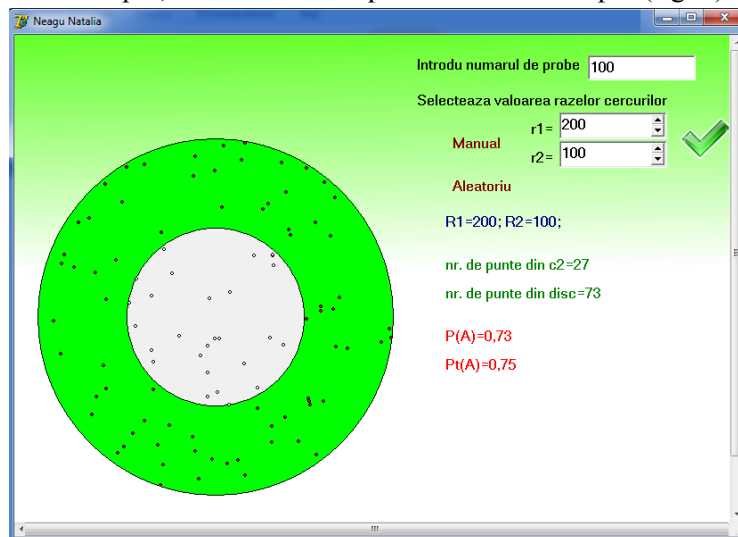 Neagu Natalia
Introdu numarul de probe 100
Selecteaza valoarea razelor cercurilor
r1= 200
Manual
r2= 100
Aleatoriu
R1=200; R2=100;
nr. de punte din c2=27
nr. de punte din disc=73
P(A)=0,73
Pt(A)=0,75